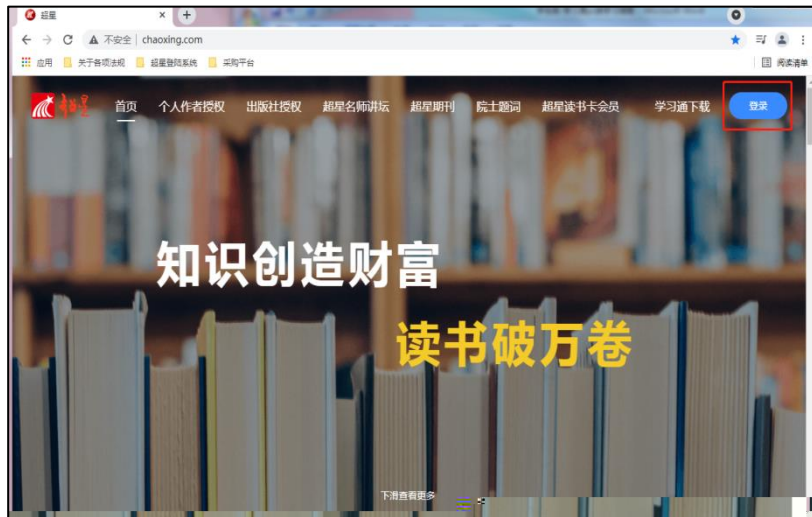 超星
不安全 | chaoxing.com
应用 关于各项法规 超星登陆系统 采购平台 阅读清单
超星 首页 个人作者授权 出版社授权 超星名师讲坛 超星期刊 院士题词 超星读书卡会员 学习通下载 登录
知识创造财富
读书破万卷
下滑查看更多